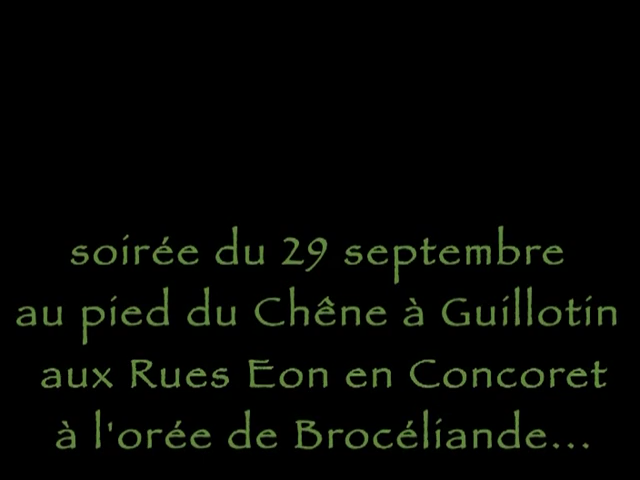 soirée du 29 septembre
au pied du Chêne à Guillotin
aux Rues Eon en Concoret
à l'orée de Brocéliande...